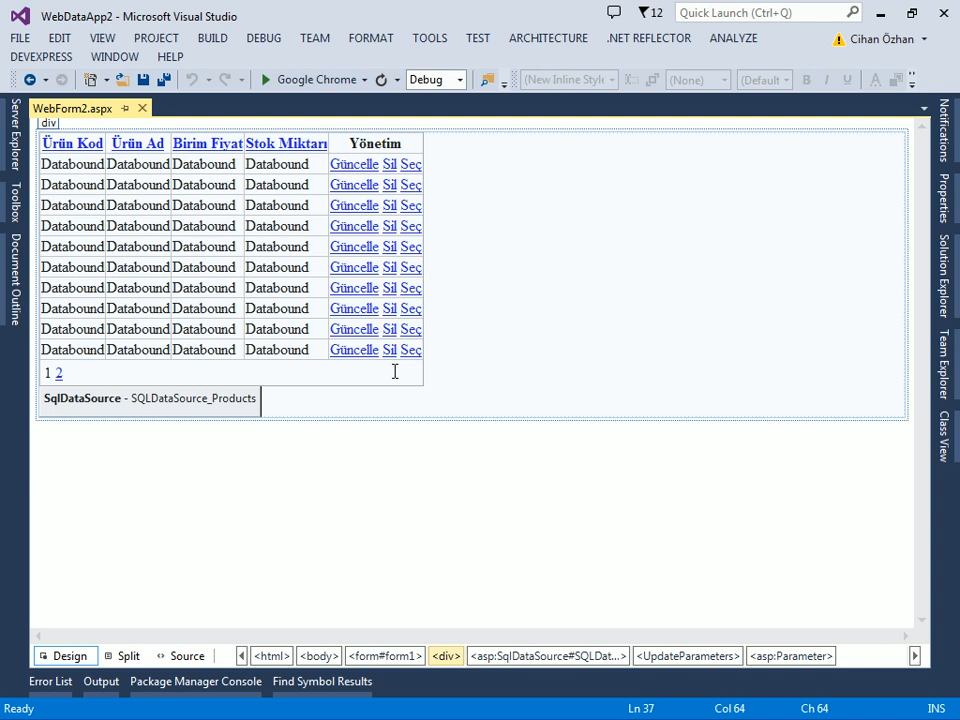 WebDataApp2 - Microsoft Visual Studio
12
Quick Launch (Ctrl+Q)
FILE EDIT VIEW PROJECT BUILD DEBUG TEAM FORMAT TOOLS TEST ARCHITECTURE .NET REFLECTOR ANALYZE
Cihan Özhan
DEVEXPRESS WINDOW HELP
Google Chrome Debug (New Inline Style (None) (Default B I U A
WebForm2.aspx
div
Server Explorer
Toolbox
Document Outline
Ürün Kod Ürün Ad Birim Fiyat Stok Miktarı Yönetim
Databound Databound Databound Databound Güncelle Sil Seç
Databound Databound Databound Databound Güncelle Sil Seç
Databound Databound Databound Databound Güncelle Sil Seç
Databound Databound Databound Databound Güncelle Sil Seç
Databound Databound Databound Databound Güncelle Sil Seç
Databound Databound Databound Databound Güncelle Sil Seç
Databound Databound Databound Databound Güncelle Sil Seç
Databound Databound Databound Databound Güncelle Sil Seç
Databound Databound Databound Databound Güncelle Sil Seç
Databound Databound Databound Databound Güncelle Sil Seç
1 2
SqlDataSource - SQLDataSource_Products
Notifications
Properties
Solution Explorer
Team Explorer
Class View
Design Split Source <html> <body> <form#form1> <div> <asp:SqlDataSource#SQLDat...> <UpdateParameters> <asp:Parameter>
Error List Output Package Manager Console Find Symbol Results
Ready Ln 37 Col 64 Ch 64 INS